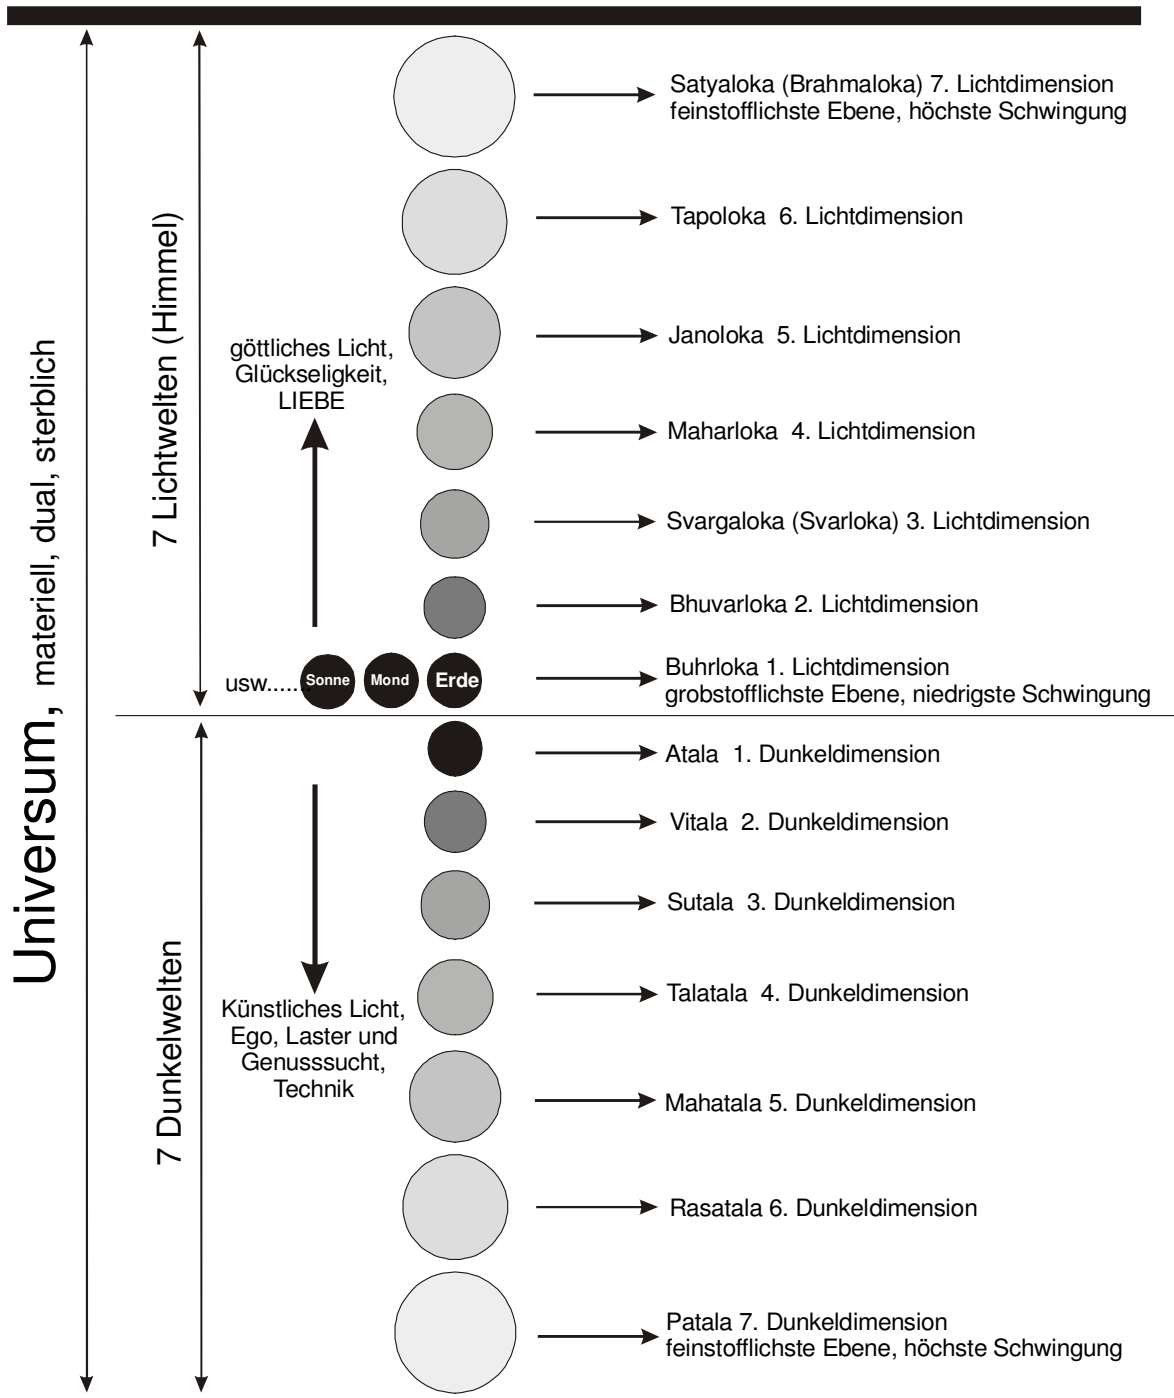 Satyaloka (Brahmaloka) 7. Lichtdimension
feinstofflichste Ebene, höchste Schwingung
Tapoloka 6. Lichtdimension
Janoloka 5. Lichtdimension
göttliches Licht,
Glückseligkeit,
LIEBE
Maharloka 4. Lichtdimension
Svargaloka (Svarloka) 3. Lichtdimension
Bhuvarloka 2. Lichtdimension
usw.......
Sonne
Mond
Erde
Buhrloka 1. Lichtdimension
grobstofflichste Ebene, niedrigste Schwingung
7 Lichtwelten (Himmel)
Universum, materiell, dual, sterblich
Atala 1. Dunkeldimension
Vitala 2. Dunkeldimension
Sutala 3. Dunkeldimension
Talatala 4. Dunkeldimension
Künstliches Licht,
Ego, Laster und
Genusssucht,
Technik
Mahatala 5. Dunkeldimension
Rasatala 6. Dunkeldimension
Patala 7. Dunkeldimension
feinstofflichste Ebene, höchste Schwingung
7 Dunkelwelten